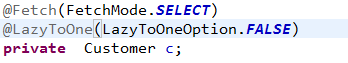 @Fetch(FetchMode.SELECT)
@LazyToOne(LazyToOneOption.FALSE)
private  Customer c;